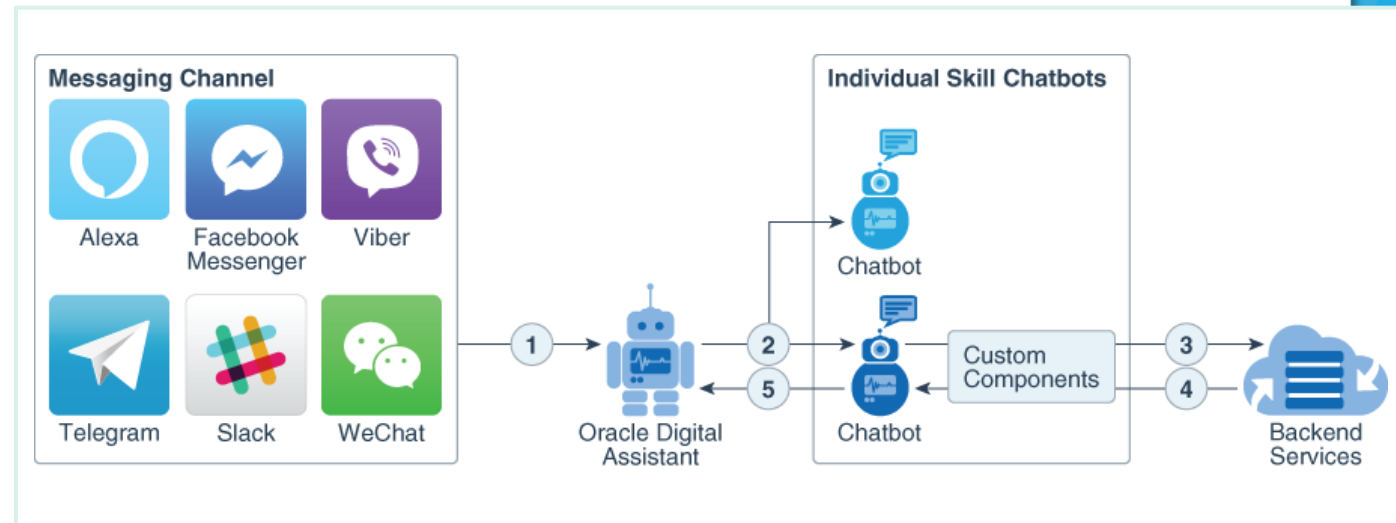 Messaging Channel
Alexa
Facebook
Messenger
Viber
Telegram
Slack
WeChat
1
Oracle Digital
Assistant
2
5
Individual Skill Chatbots
Chatbot
Chatbot
Custom
Components
3
4
Backend
Services